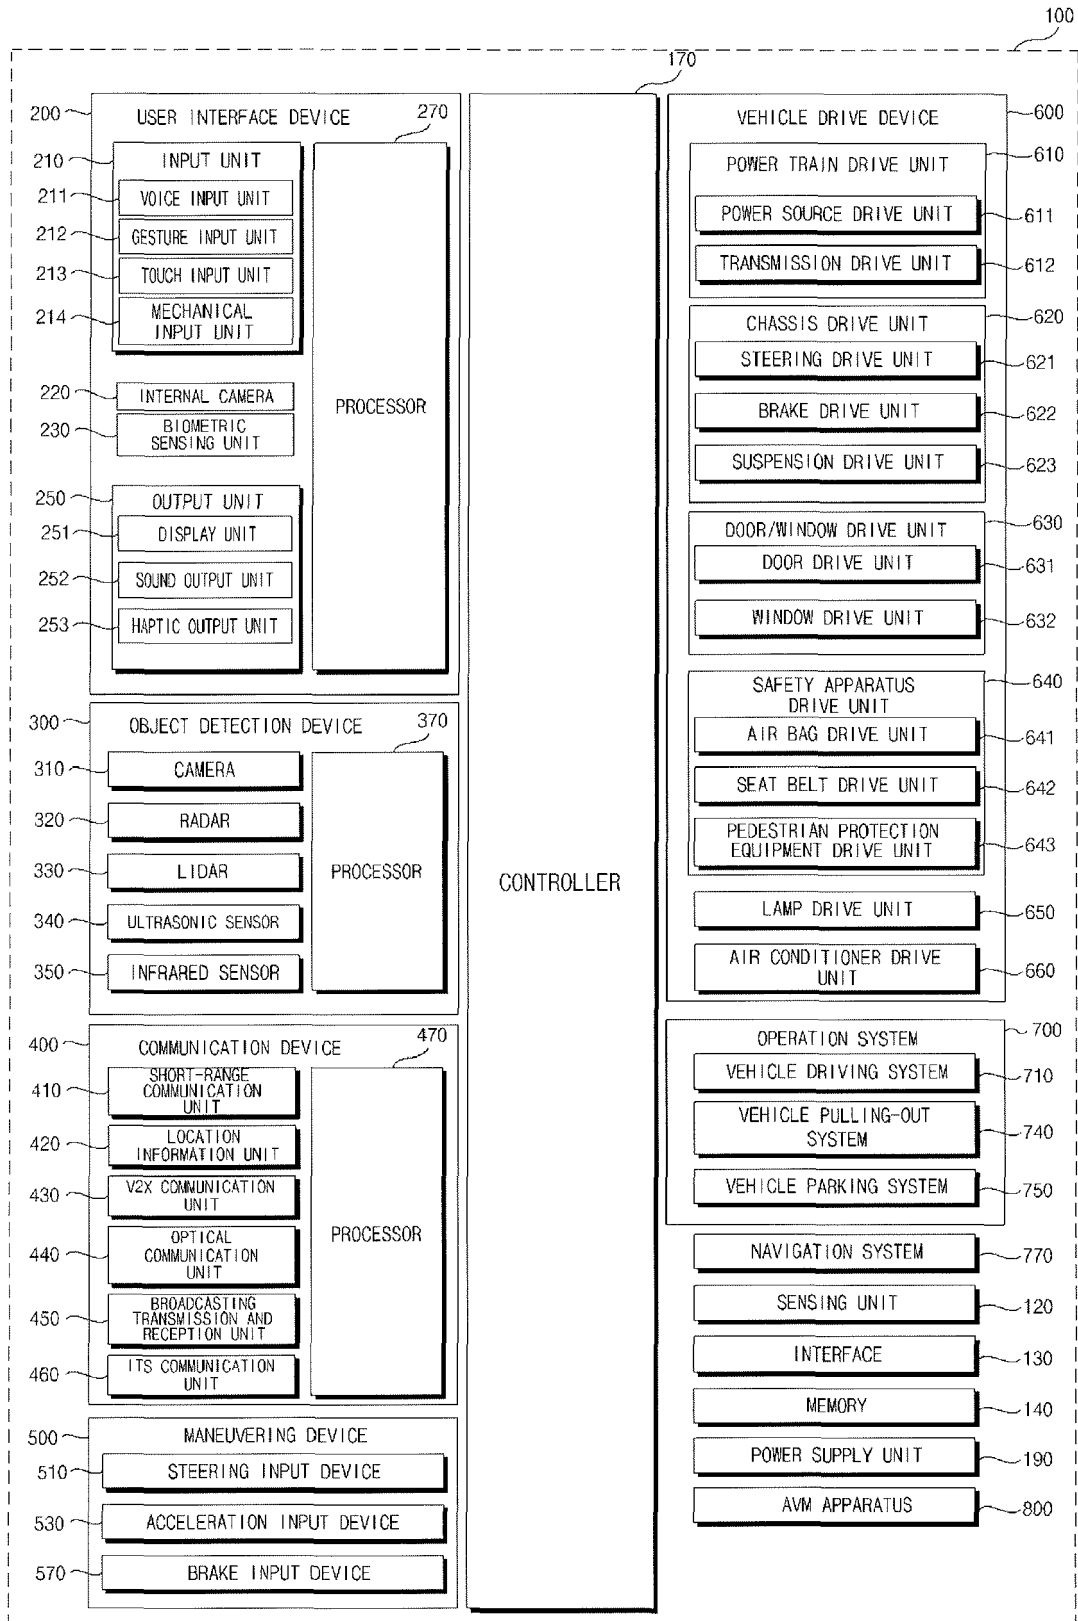 100
170
200
USER INTERFACE DEVICE
270
210
INPUT UNIT
211
VOICE INPUT UNIT
212
GESTURE INPUT UNIT
213
TOUCH INPUT UNIT
214
MECHANICAL
INPUT UNIT
220
INTERNAL CAMERA
230
BIOMETRIC
SENSING UNIT
PROCESSOR
250
OUTPUT UNIT
251
DISPLAY UNIT
252
SOUND OUTPUT UNIT
253
HAPTIC OUTPUT UNIT
300
OBJECT DETECTION DEVICE
370
310
CAMERA
320
RADAR
330
LIDAR
340
ULTRASONIC SENSOR
350
INFRARED SENSOR
PROCESSOR
400
COMMUNICATION DEVICE
470
410
SHORT-RANGE
COMMUNICATION
UNIT
420
LOCATION
INFORMATION UNIT
430
V2X COMMUNICATION
UNIT
440
OPTICAL
COMMUNICATION
UNIT
450
BROADCASTING
TRANSMISSION AND
RECEPTION UNIT
460
ITS COMMUNICATION
UNIT
PROCESSOR
500
MANEUVERING DEVICE
510
STEERING INPUT DEVICE
530
ACCELERATION INPUT DEVICE
570
BRAKE INPUT DEVICE
CONTROLLER
VEHICLE DRIVE DEVICE
600
POWER TRAIN DRIVE UNIT
610
POWER SOURCE DRIVE UNIT
611
TRANSMISSION DRIVE UNIT
612
CHASSIS DRIVE UNIT
620
STEERING DRIVE UNIT
621
BRAKE DRIVE UNIT
622
SUSPENSION DRIVE UNIT
623
DOOR/WINDOW DRIVE UNIT
630
DOOR DRIVE UNIT
631
WINDOW DRIVE UNIT
632
SAFETY APPARATUS
DRIVE UNIT
640
AIR BAG DRIVE UNIT
641
SEAT BELT DRIVE UNIT
642
PEDESTRIAN PROTECTION
EQUIPMENT DRIVE UNIT
643
LAMP DRIVE UNIT
650
AIR CONDITIONER DRIVE
UNIT
660
OPERATION SYSTEM
700
VEHICLE DRIVING SYSTEM
710
VEHICLE PULLING-OUT
SYSTEM
740
VEHICLE PARKING SYSTEM
750
NAVIGATION SYSTEM
770
SENSING UNIT
120
INTERFACE
130
MEMORY
140
POWER SUPPLY UNIT
190
AVM APPARATUS
800